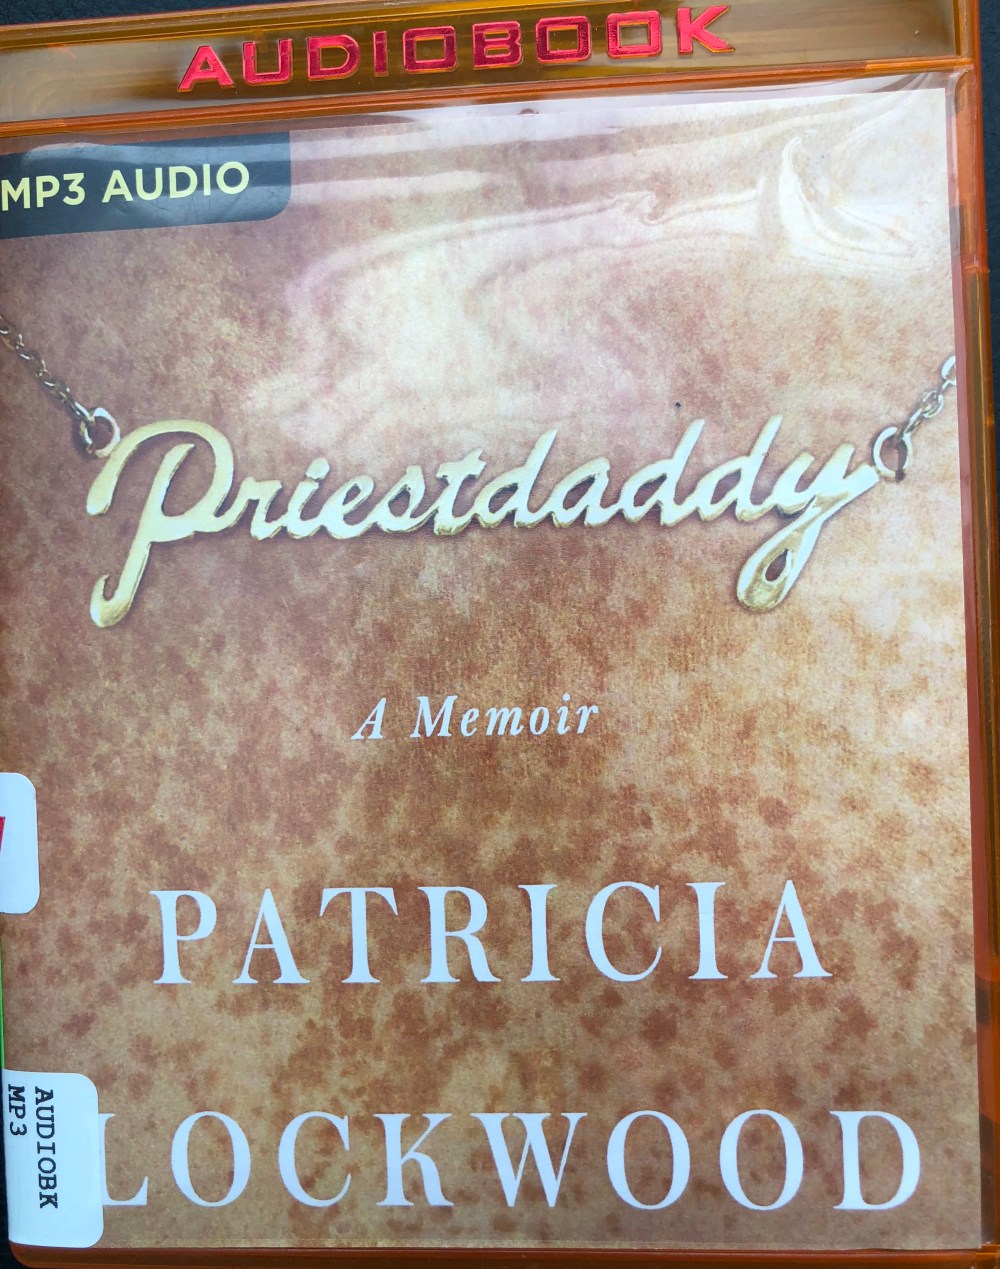 AUDIOBOOK
MP3 AUDIO
Priestdaddy
A Memoir
PATRICIA
LOCKWOOD
AUDIOBK
MP3